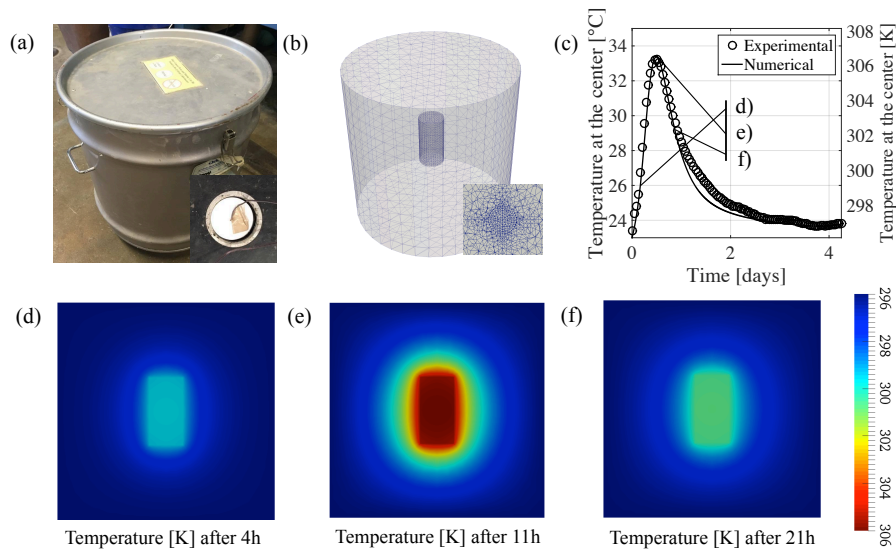 (a)
(b)
(c)
Temperature at the center [°C]
34
32
30
28
26
24
0
2
4
Time [days]
Experimental
Numerical
d)
e)
f)
308
306
304
302
300
298
Temperature at the center [K]
(d)
(e)
(f)
Temperature [K] after 4h
Temperature [K] after 11h
Temperature [K] after 21h
296
298
300
302
304
306